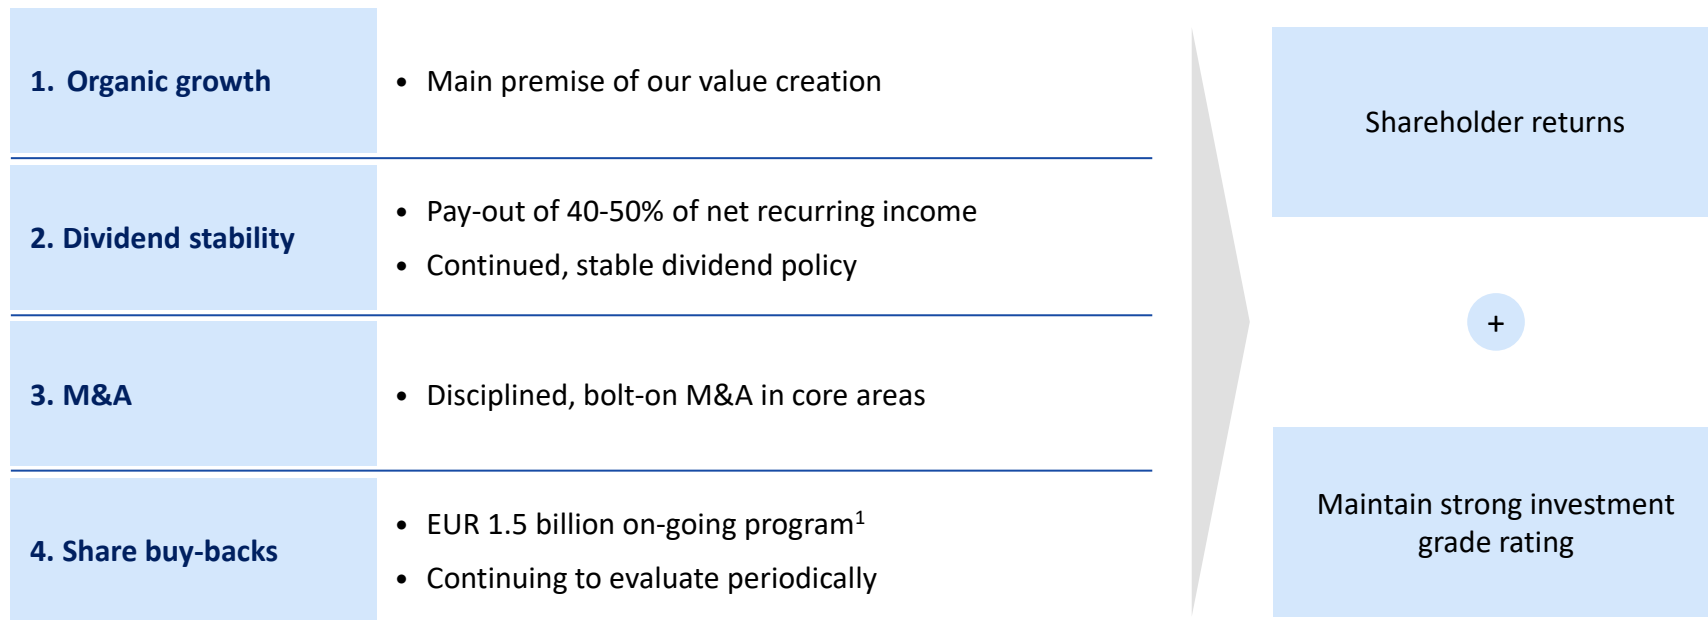 1. Organic growth
• Main premise of our value creation
2. Dividend stability
• Pay-out of 40-50% of net recurring income
• Continued, stable dividend policy
3. M&A
• Disciplined, bolt-on M&A in core areas
4. Share buy-backs
• EUR 1.5 billion on-going program¹
• Continuing to evaluate periodically
Shareholder returns
+
Maintain strong investment
grade rating